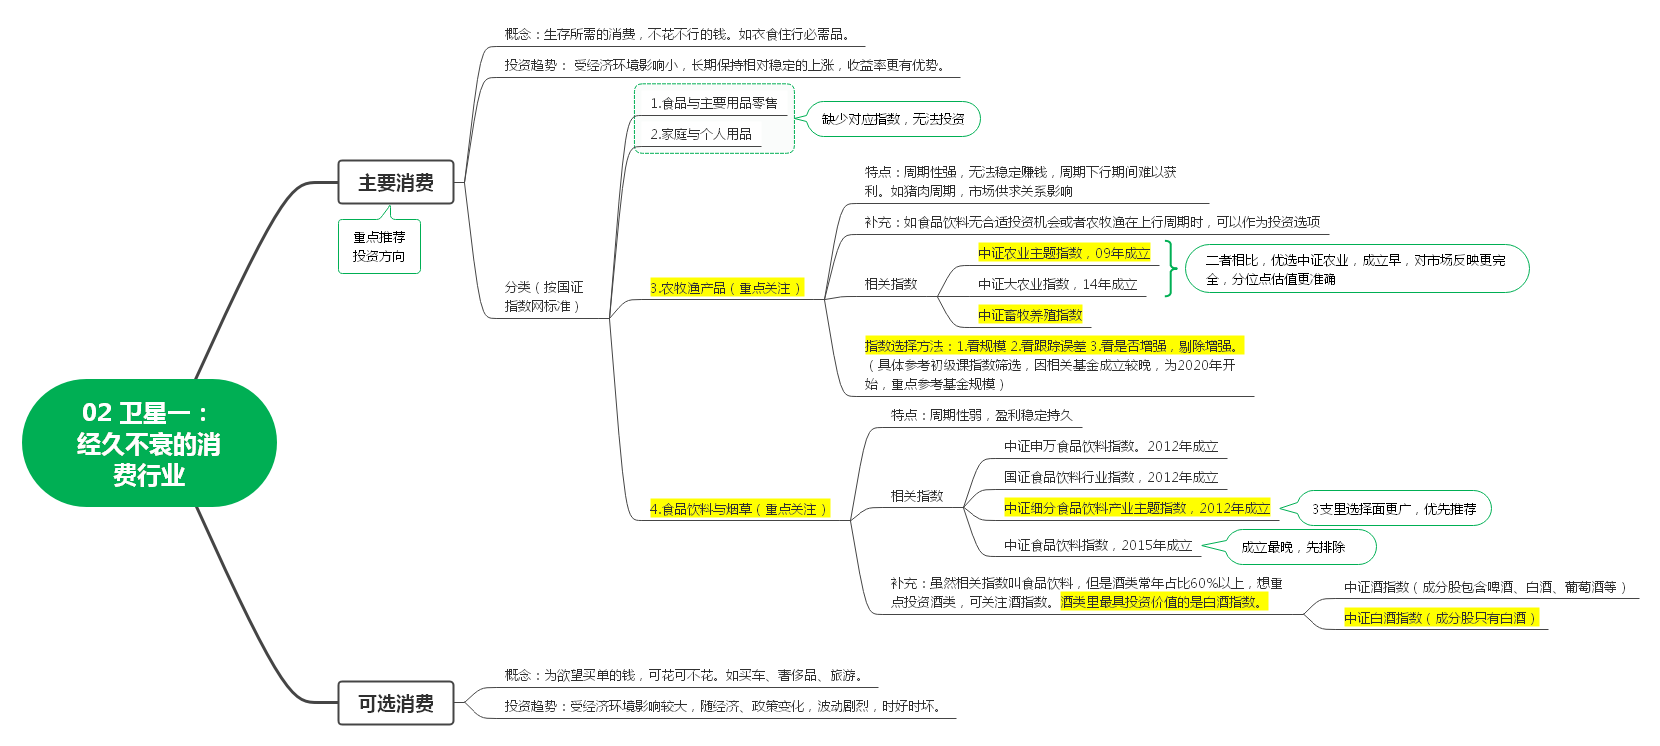 02 卫星一：
经久不衰的消
费行业
主要消费
重点推荐
投资方向
概念：生存所需的消费，不花不行的钱。如衣食住行必需品。
投资趋势： 受经济环境影响小，长期保持相对稳定的上涨，收益率更有优势。
分类（按国证
指数网标准）
1.食品与主要用品零售
2.家庭与个人用品
缺少对应指数，无法投资
3.农牧渔产品（重点关注）
特点：周期性强，无法稳定赚钱，周期下行期间难以获
利。如猪肉周期，市场供求关系影响
补充：如食品饮料无合适投资机会或者农牧渔在上行周期时，可以作为投资选项
相关指数
中证农业主题指数，09年成立
中证大农业指数，14年成立
中证畜牧养殖指数
二者相比，优选中证农业，成立早，对市场反映更完
全，分位点估值更准确
指数选择方法：1.看规模 2.看跟踪误差 3.看是否增强，剔除增强。
（具体参考初级课指数筛选，因相关基金成立较晚，为2020年开
始，重点参考基金规模）
4.食品饮料与烟草（重点关注）
特点：周期性弱，盈利稳定持久
相关指数
中证申万食品饮料指数。2012年成立
国证食品饮料行业指数，2012年成立
中证细分食品饮料产业主题指数，2012年成立
3支里选择面更广，优先推荐
中证食品饮料指数，2015年成立
成立最晚，先排除
补充：虽然相关指数叫食品饮料，但是酒类常年占比60%以上，想重
点投资酒类，可关注酒指数。酒类里最具投资价值的是白酒指数。
中证酒指数（成分股包含啤酒、白酒、葡萄酒等）
中证白酒指数（成分股只有白酒）
可选消费
概念：为欲望买单的钱，可花可不花。如买车、奢侈品、旅游。
投资趋势：受经济环境影响较大，随经济、政策变化，波动剧烈，时好时坏。